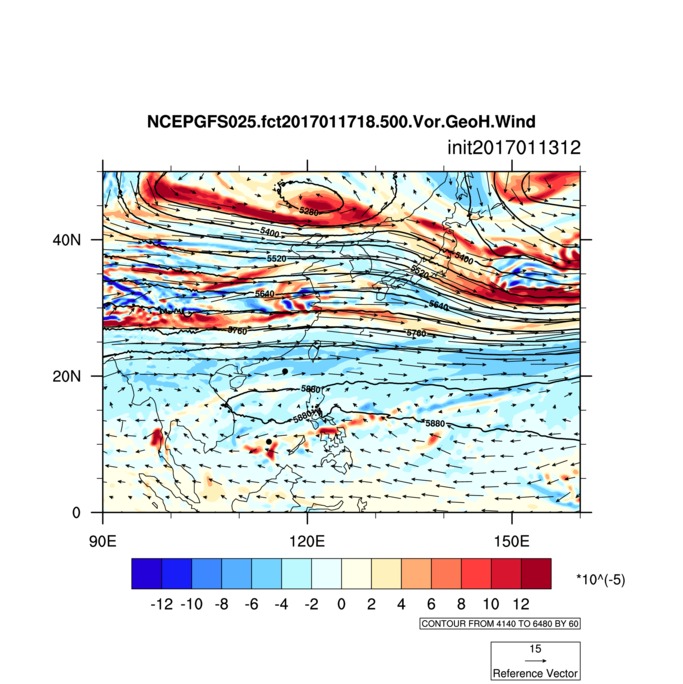 NCEPGFS025.fct2017011718.500.Vor.GeoH.Wind
init2017011312
5280
5400
40N
5400
5520
5520
5640
5640
5760
5760
20N
5880
5880
5880
0
90E 120E 150E
-12 -10 -8 -6 -4 -2 0 2 4 6 8 10 12
*10^(-5)
CONTOUR FROM 4140 TO 6480 BY 60
15
Reference Vector